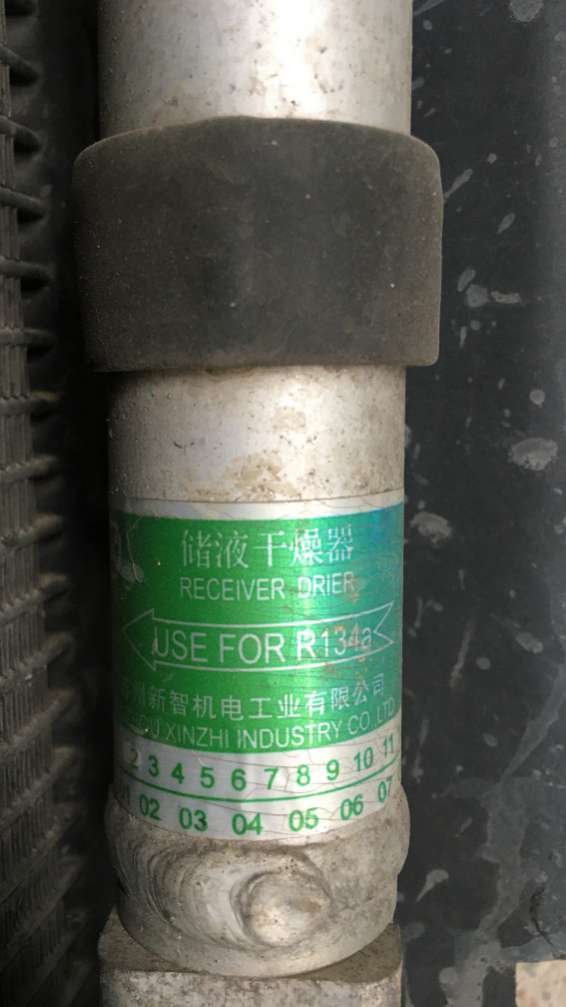 储液干燥器
RECEIVER DRIER
USE FOR R134a
州新智机电工业有限公司
XINZHI INDUSTRY CO LTD
2 3 4 5 6 7 8 9 10 11
02 03 04 05 06 07